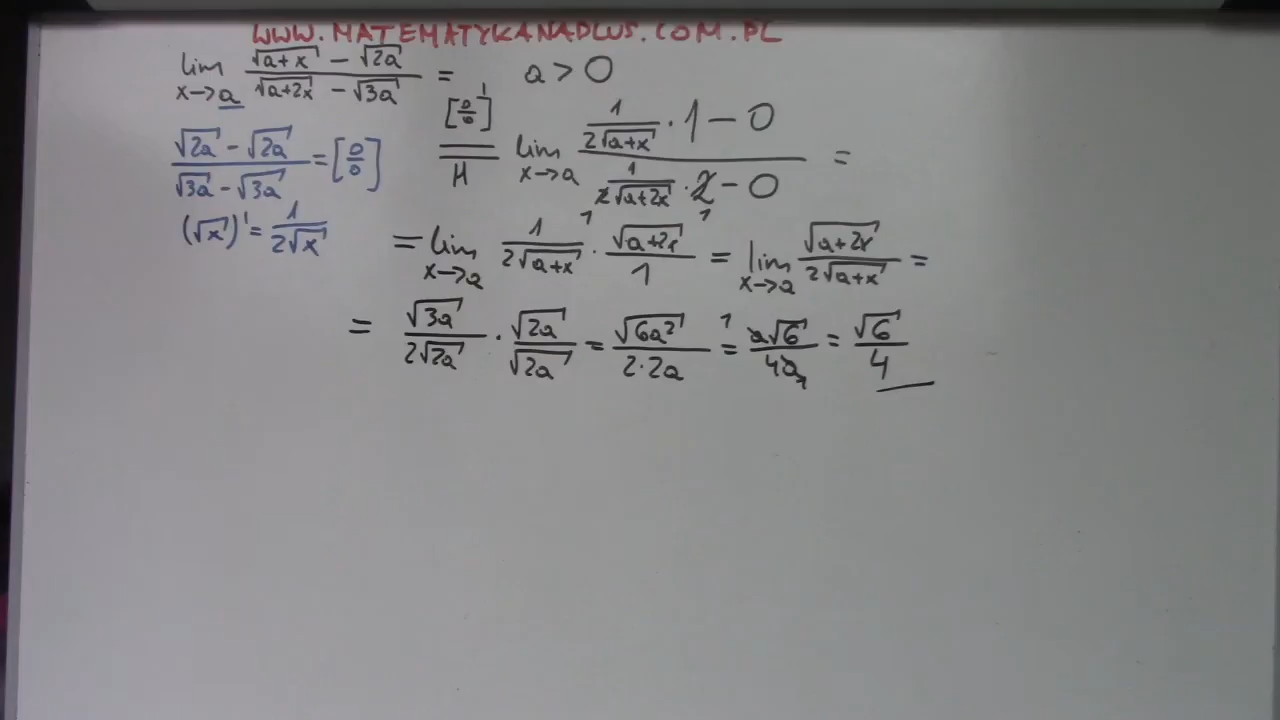 WWW.MATEMATYKANAPLUS.COM.PL
lim x→a (√(a+x) - √(2a)) / (√(a+2x) - √(3a)) = a > 0
(√(2a) - √(2a)) / (√(3a) - √(3a)) = [0/0]
(√x)' = 1/(2√x)
[0/0] = H lim x→a (1/(2√(a+x)) · 1 - 0) / (1/(2√(a+2x)) · 2 - 0) =
= lim x→a 1/(2√(a+x)) · √(a+2x)/1 = lim x→a √(a+2x)/(2√(a+x)) =
= √(3a)/(2√(2a)) · √(2a)/√(2a) = √(6a²)/(2·2a) = a√6/(4a) = √6/4